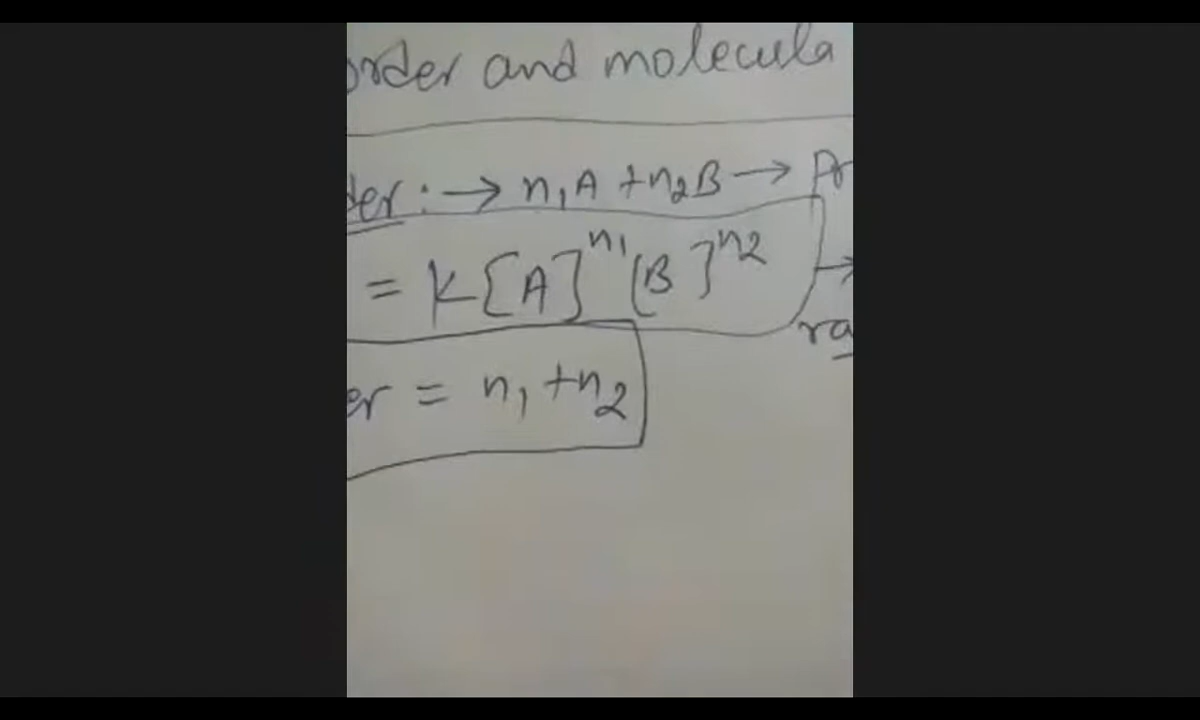 order and molecula
der : → n₁A + n₂B → Pr
= K[A]^n₁ [B]^n₂ →
ra
er = n₁ + n₂